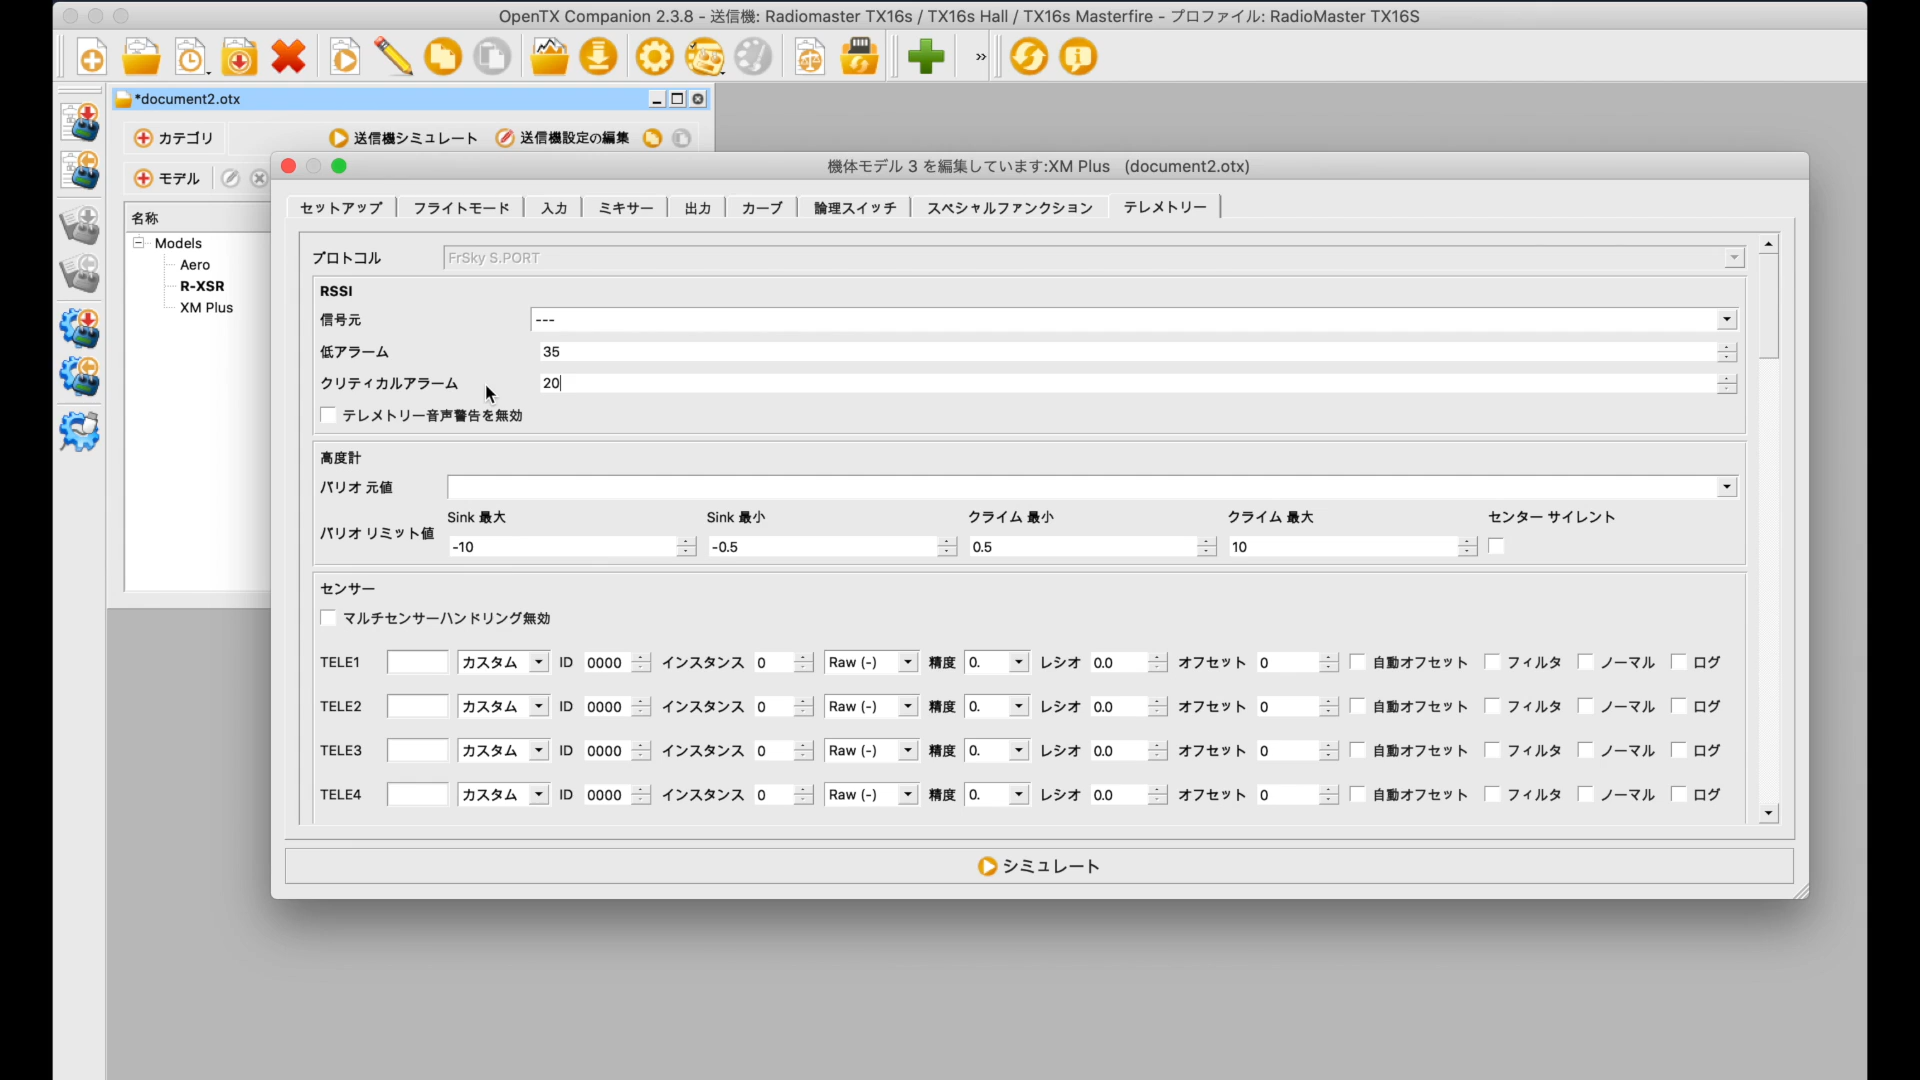 OpenTX Companion 2.3.8 - 送信機: Radiomaster TX16s / TX16s Hall / TX16s Masterfire - プロファイル: RadioMaster TX16S
»
*document2.otx
カテゴリ 送信機シミュレート 送信機設定の編集
モデル
機体モデル 3 を編集しています:XM Plus (document2.otx)
セットアップ フライトモード 入力 ミキサー 出力 カーブ 論理スイッチ スペシャルファンクション テレメトリー
名称
Models
Aero
R-XSR
XM Plus
プロトコル FrSky S.PORT
RSSI
信号元 ---
低アラーム 35
クリティカルアラーム 20
テレメトリー音声警告を無効
高度計
バリオ 元値
Sink 最大 Sink 最小 クライム 最小 クライム 最大 センター サイレント
バリオ リミット値
-10 -0.5 0.5 10
センサー
マルチセンサーハンドリング無効
TELE1 カスタム ID 0000 インスタンス 0 Raw (-) 精度 0. レシオ 0.0 オフセット 0 自動オフセット フィルタ ノーマル ログ
TELE2 カスタム ID 0000 インスタンス 0 Raw (-) 精度 0. レシオ 0.0 オフセット 0 自動オフセット フィルタ ノーマル ログ
TELE3 カスタム ID 0000 インスタンス 0 Raw (-) 精度 0. レシオ 0.0 オフセット 0 自動オフセット フィルタ ノーマル ログ
TELE4 カスタム ID 0000 インスタンス 0 Raw (-) 精度 0. レシオ 0.0 オフセット 0 自動オフセット フィルタ ノーマル ログ
シミュレート